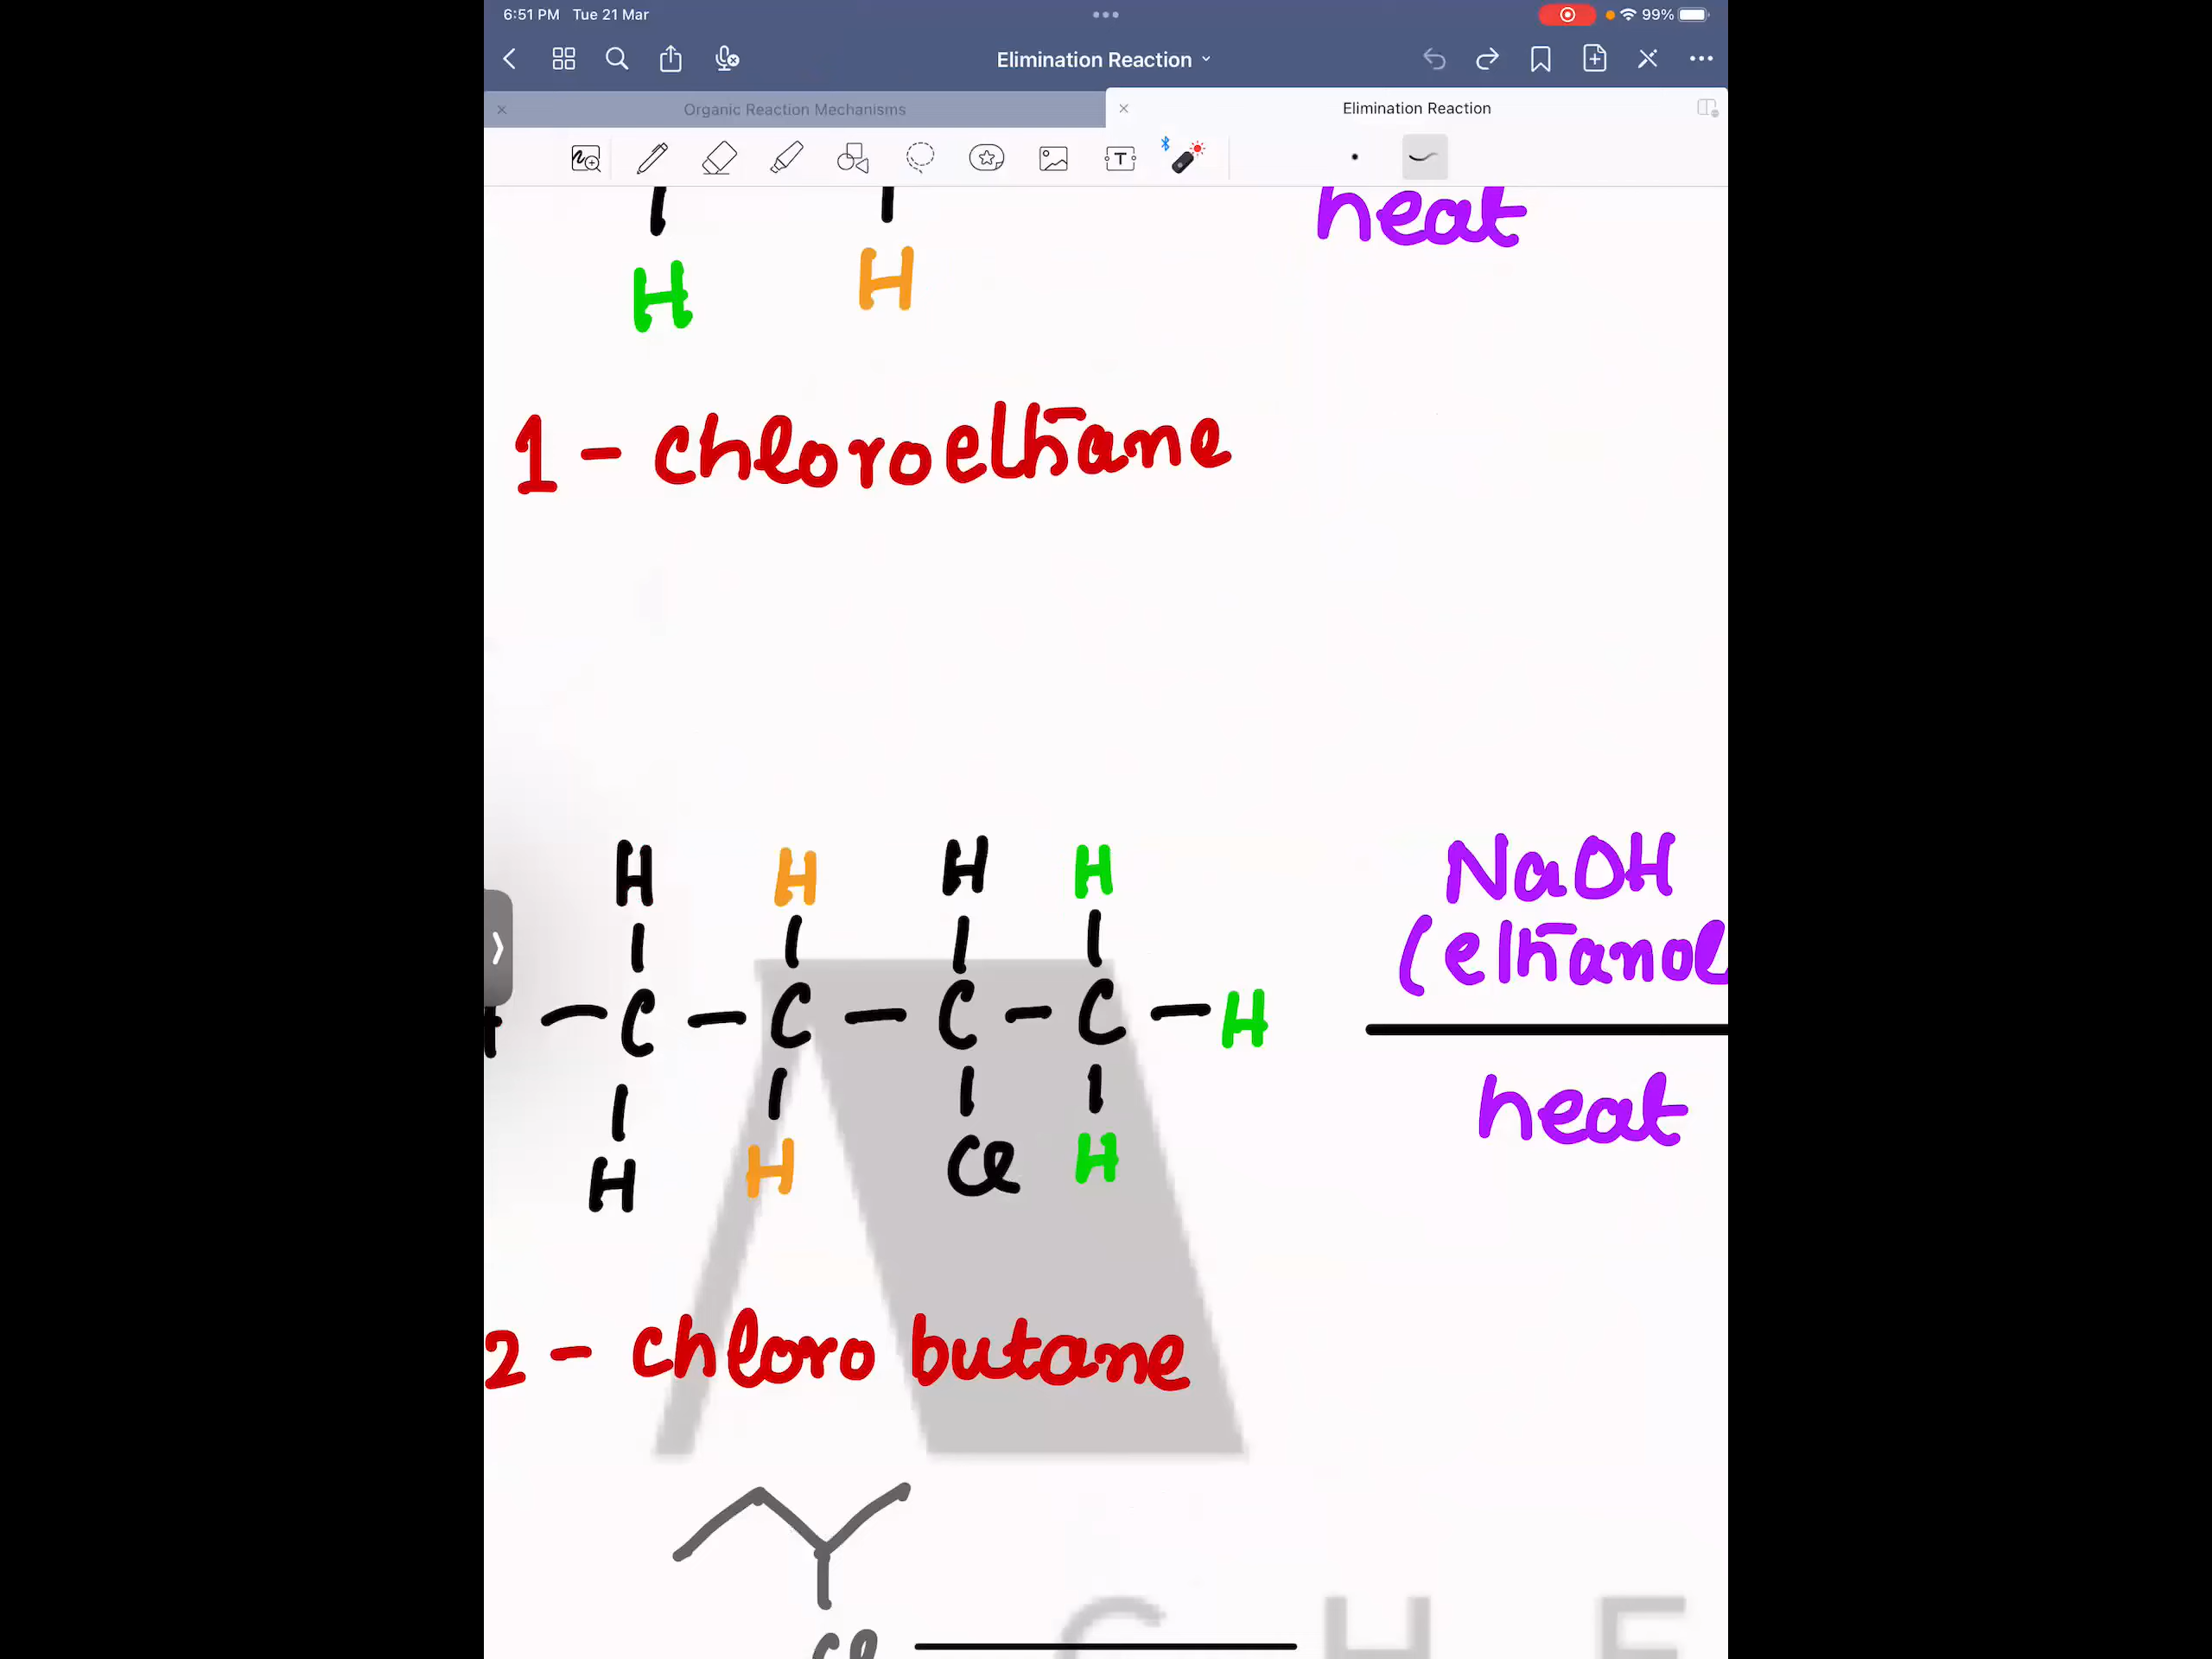 6:51 PM Tue 21 Mar 99%
Elimination Reaction
Organic Reaction Mechanisms Elimination Reaction
T
heat
H H
1 - chloroethane
H H H H NaOH
(ethanol
C - C - C - C - H
heat
H H Cl H
2 - chloro butane
Cl
C H E